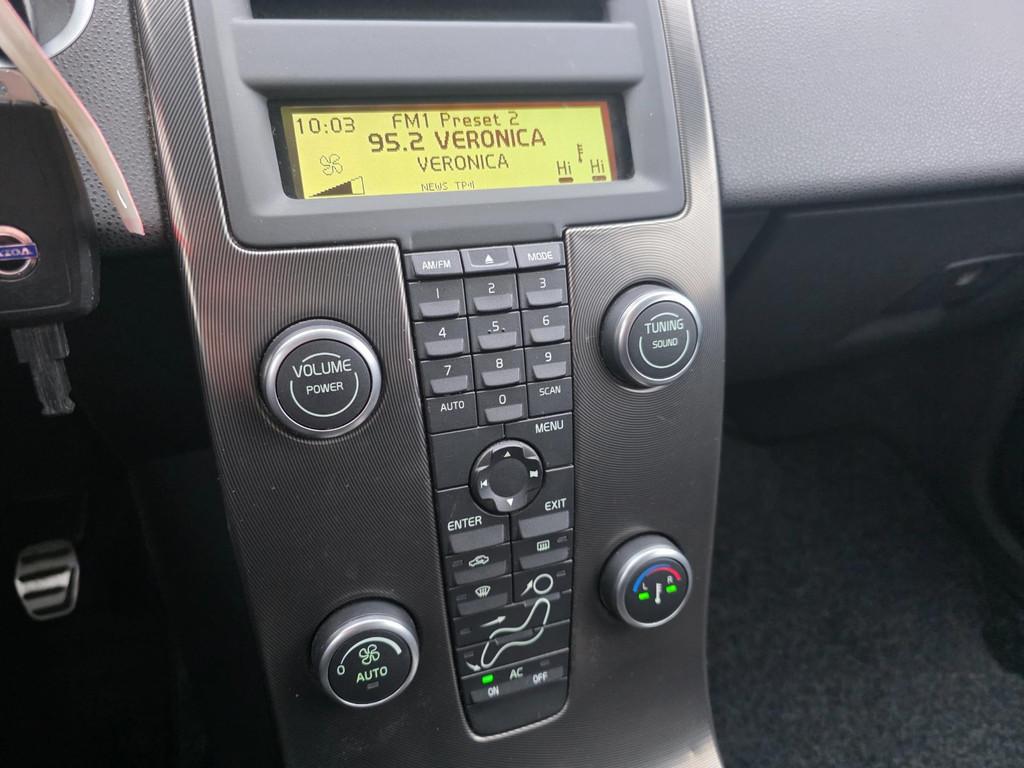 10:03 FM1 Preset 2
95.2 VERONICA
VERONICA
Hi Hi
NEWS TP
VOLVO
AM/FM MODE
1 2 3
4 5 6
7 8 9
AUTO 0 SCAN
VOLUME
POWER
TUNING
SOUND
MENU
ENTER EXIT
L R
0 AUTO
AC
ON OFF